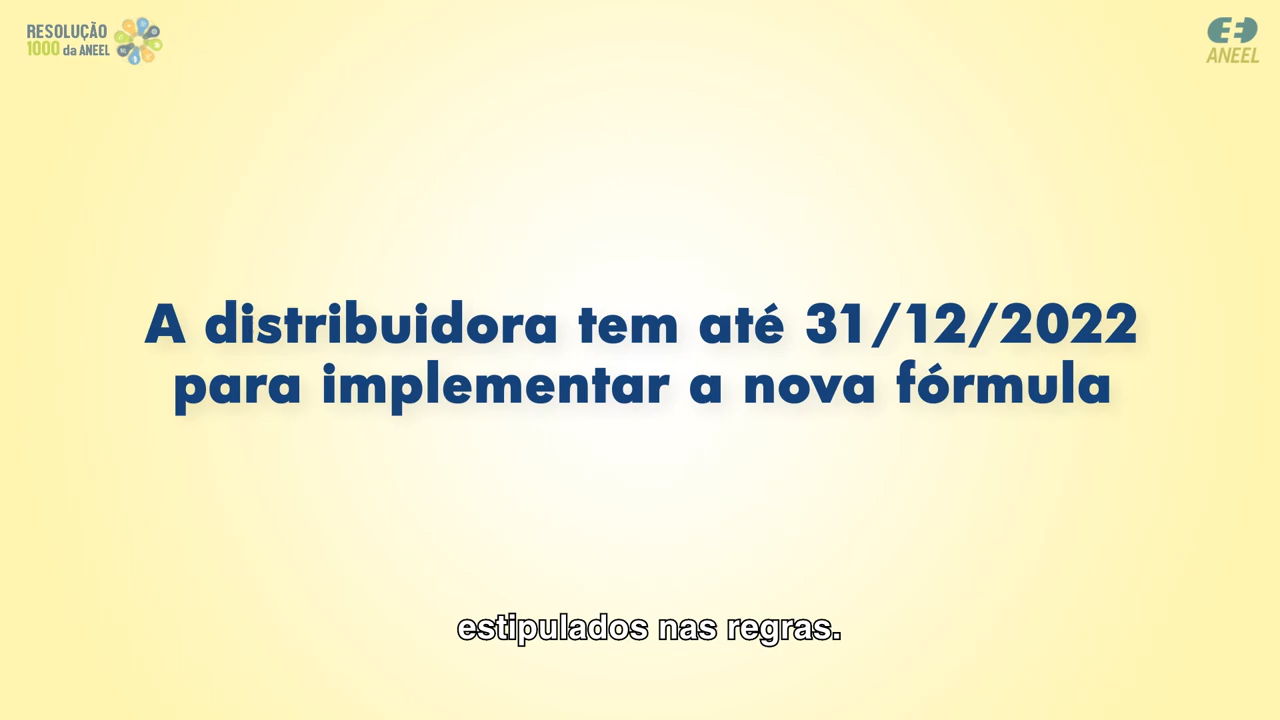 RESOLUÇÃO
1000 da ANEEL
ANEEL
A distribuidora tem até 31/12/2022
para implementar a nova fórmula
estipulados nas regras.